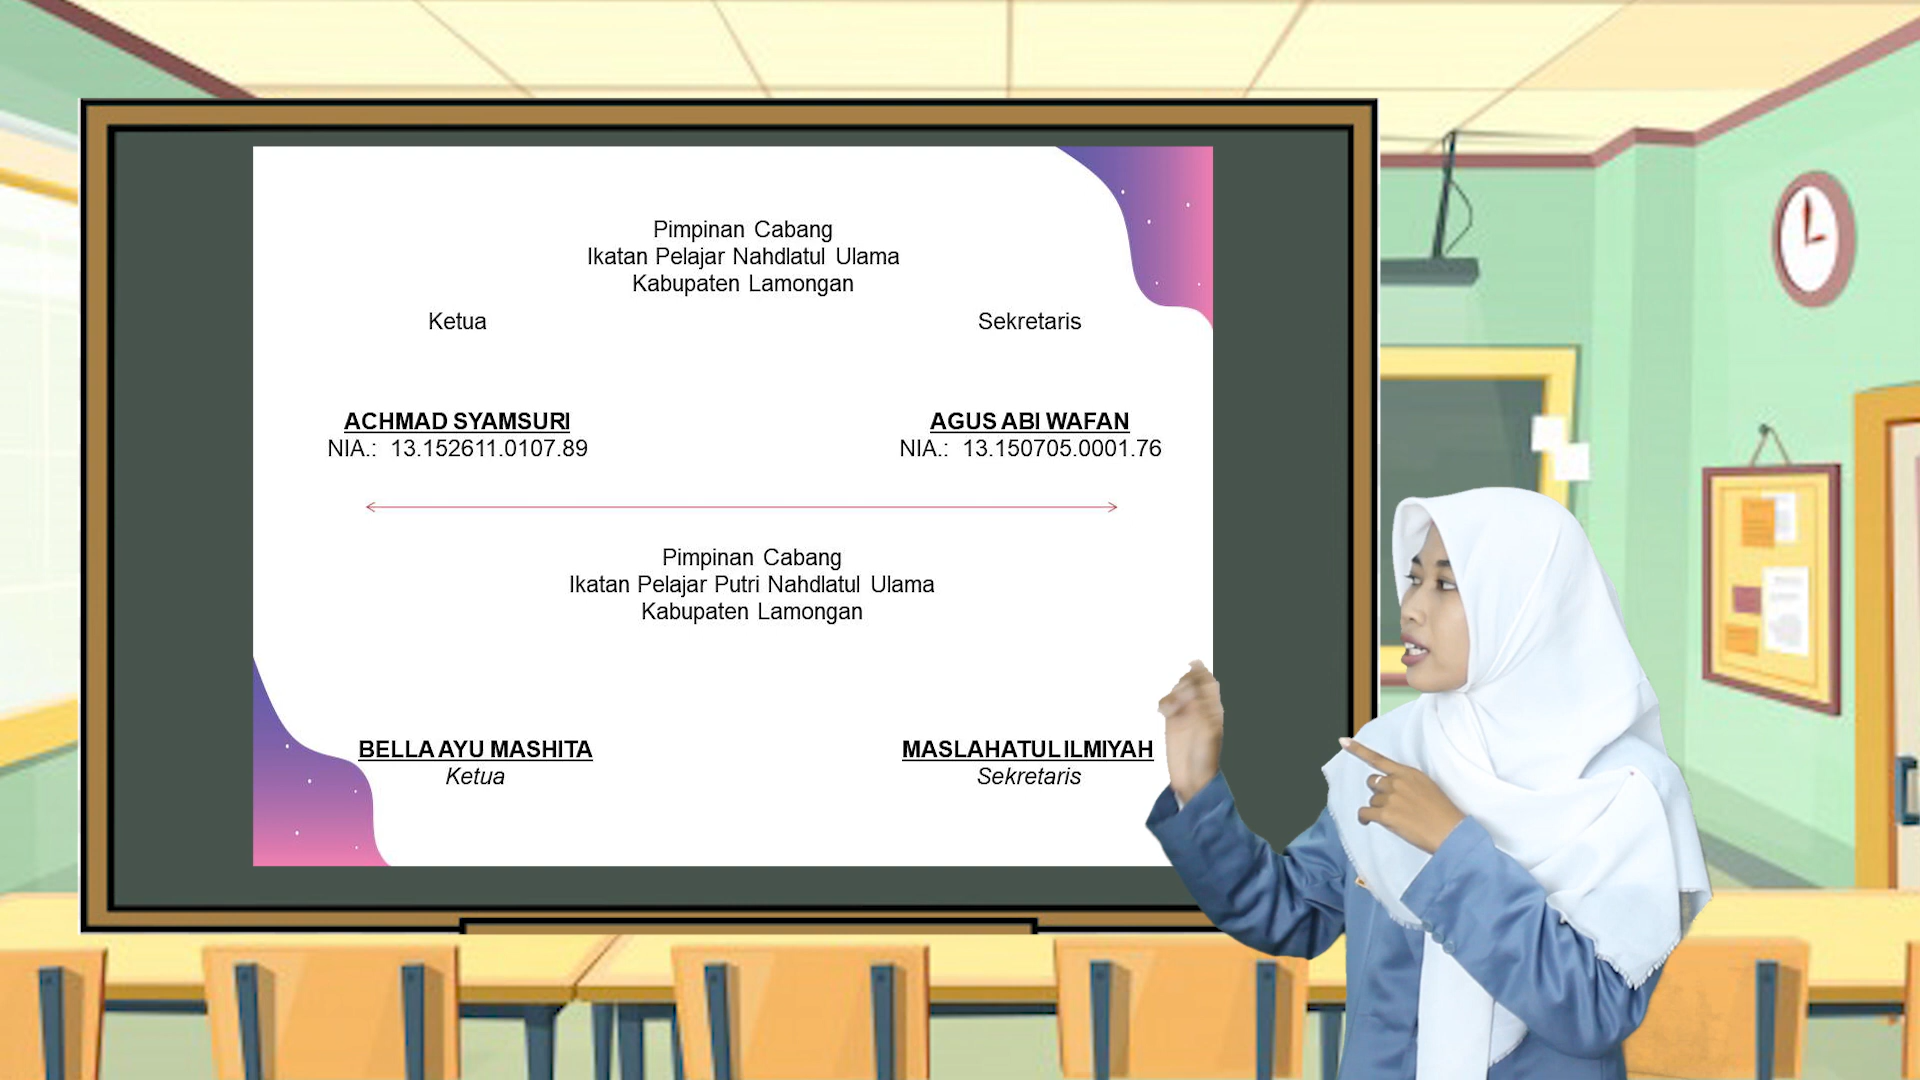 Pimpinan Cabang
Ikatan Pelajar Nahdlatul Ulama
Kabupaten Lamongan
Ketua
Sekretaris
ACHMAD SYAMSURI
NIA.: 13.152611.0107.89
AGUS ABI WAFAN
NIA.: 13.150705.0001.76
Pimpinan Cabang
Ikatan Pelajar Putri Nahdlatul Ulama
Kabupaten Lamongan
BELLA AYU MASHITA
Ketua
MASLAHATUL ILMIYAH
Sekretaris